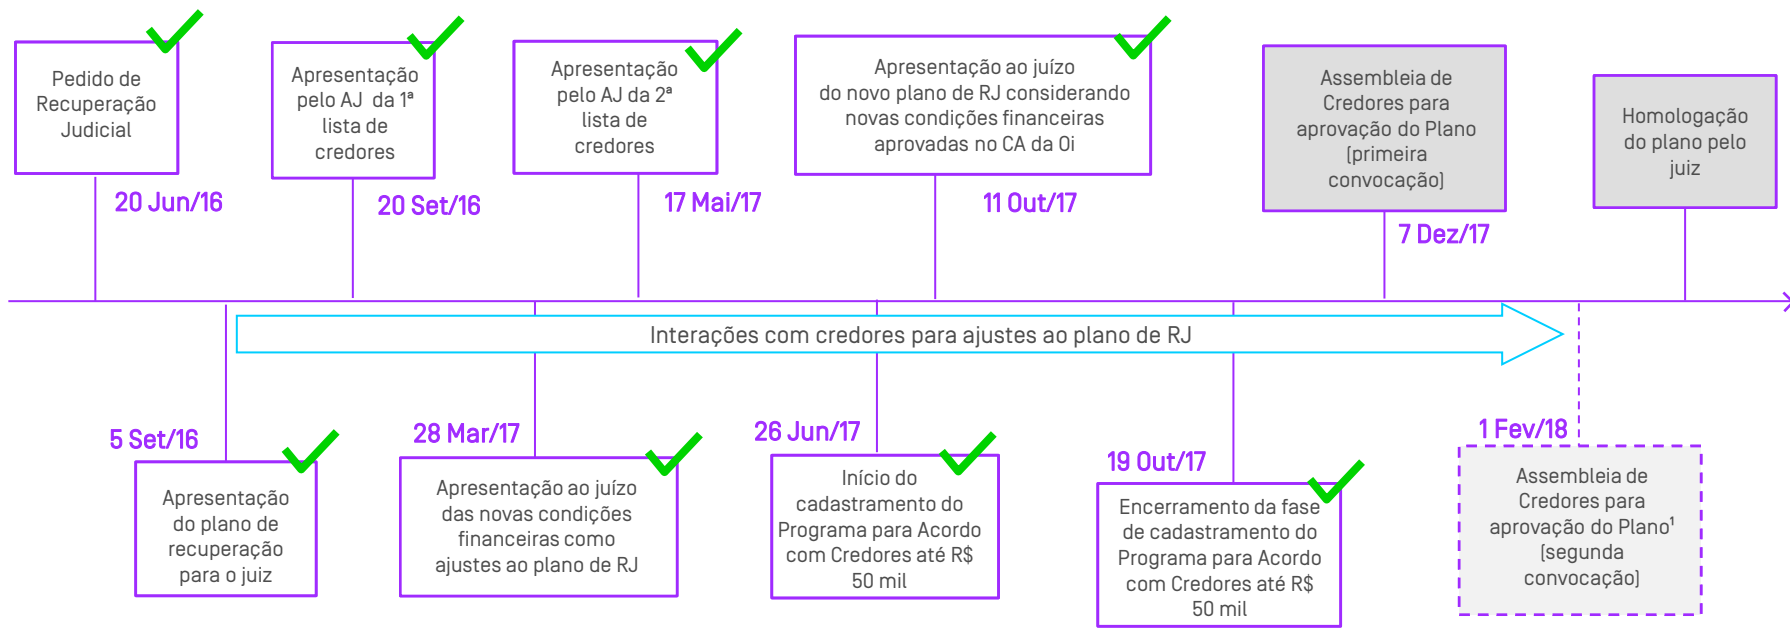 Pedido de
Recuperação
Judicial
20 Jun/16
Apresentação
pelo AJ da 1ª
lista de
credores
20 Set/16
Apresentação
pelo AJ da 2ª
lista de
credores
17 Mai/17
Apresentação ao juízo
do novo plano de RJ considerando
novas condições financeiras
aprovadas no CA da Oi
11 Out/17
Assembleia de
Credores para
aprovação do Plano
(primeira
convocação)
7 Dez/17
Homologação
do plano pelo
juiz
Interações com credores para ajustes ao plano de RJ
5 Set/16
Apresentação
do plano de
recuperação
para o juiz
28 Mar/17
Apresentação ao juízo
das novas condições
financeiras como
ajustes ao plano de RJ
26 Jun/17
Início do
cadastramento do
Programa para Acordo
com Credores até R$
50 mil
19 Out/17
Encerramento da fase
de cadastramento do
Programa para Acordo
com Credores até R$
50 mil
1 Fev/18
Assembleia de
Credores para
aprovação do Plano¹
(segunda
convocação)